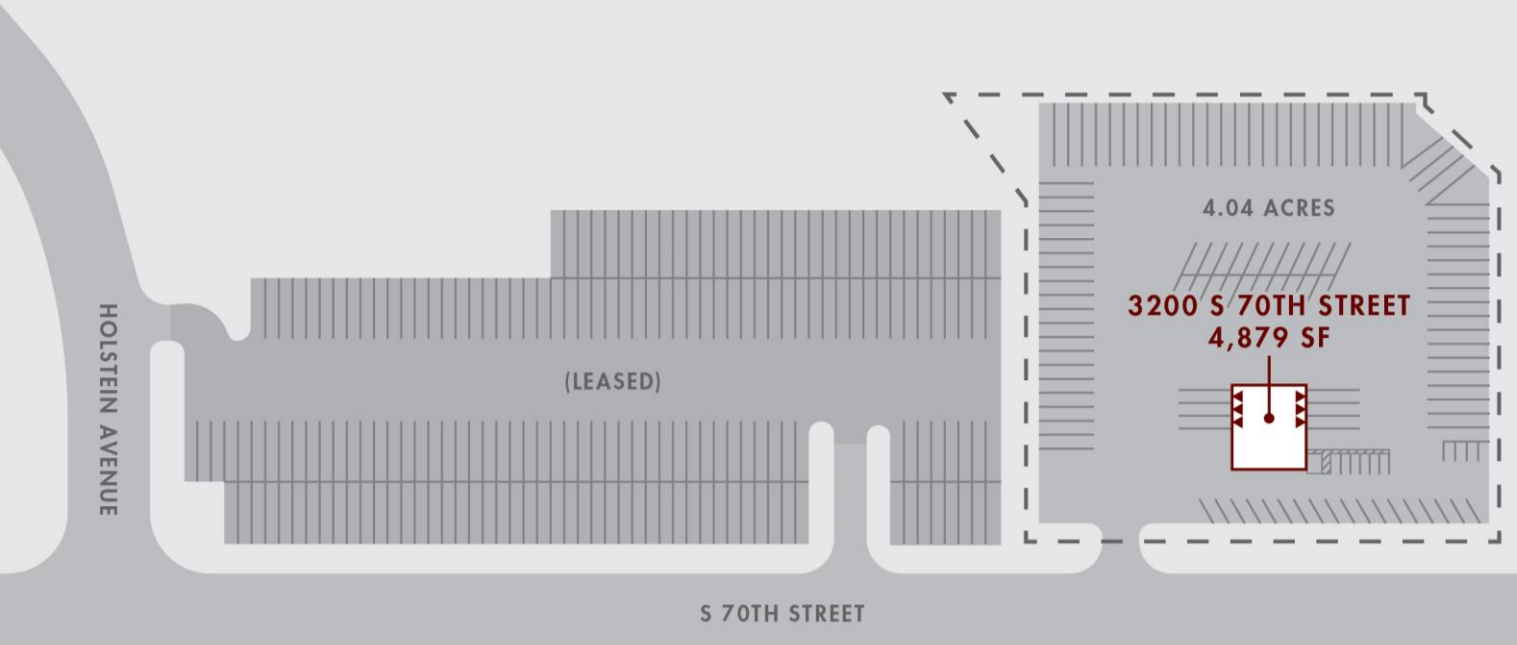 4.04 ACRES
3200 S 70TH STREET
4,879 SF
(LEASED)
HOLSTEIN AVENUE
S 70TH STREET